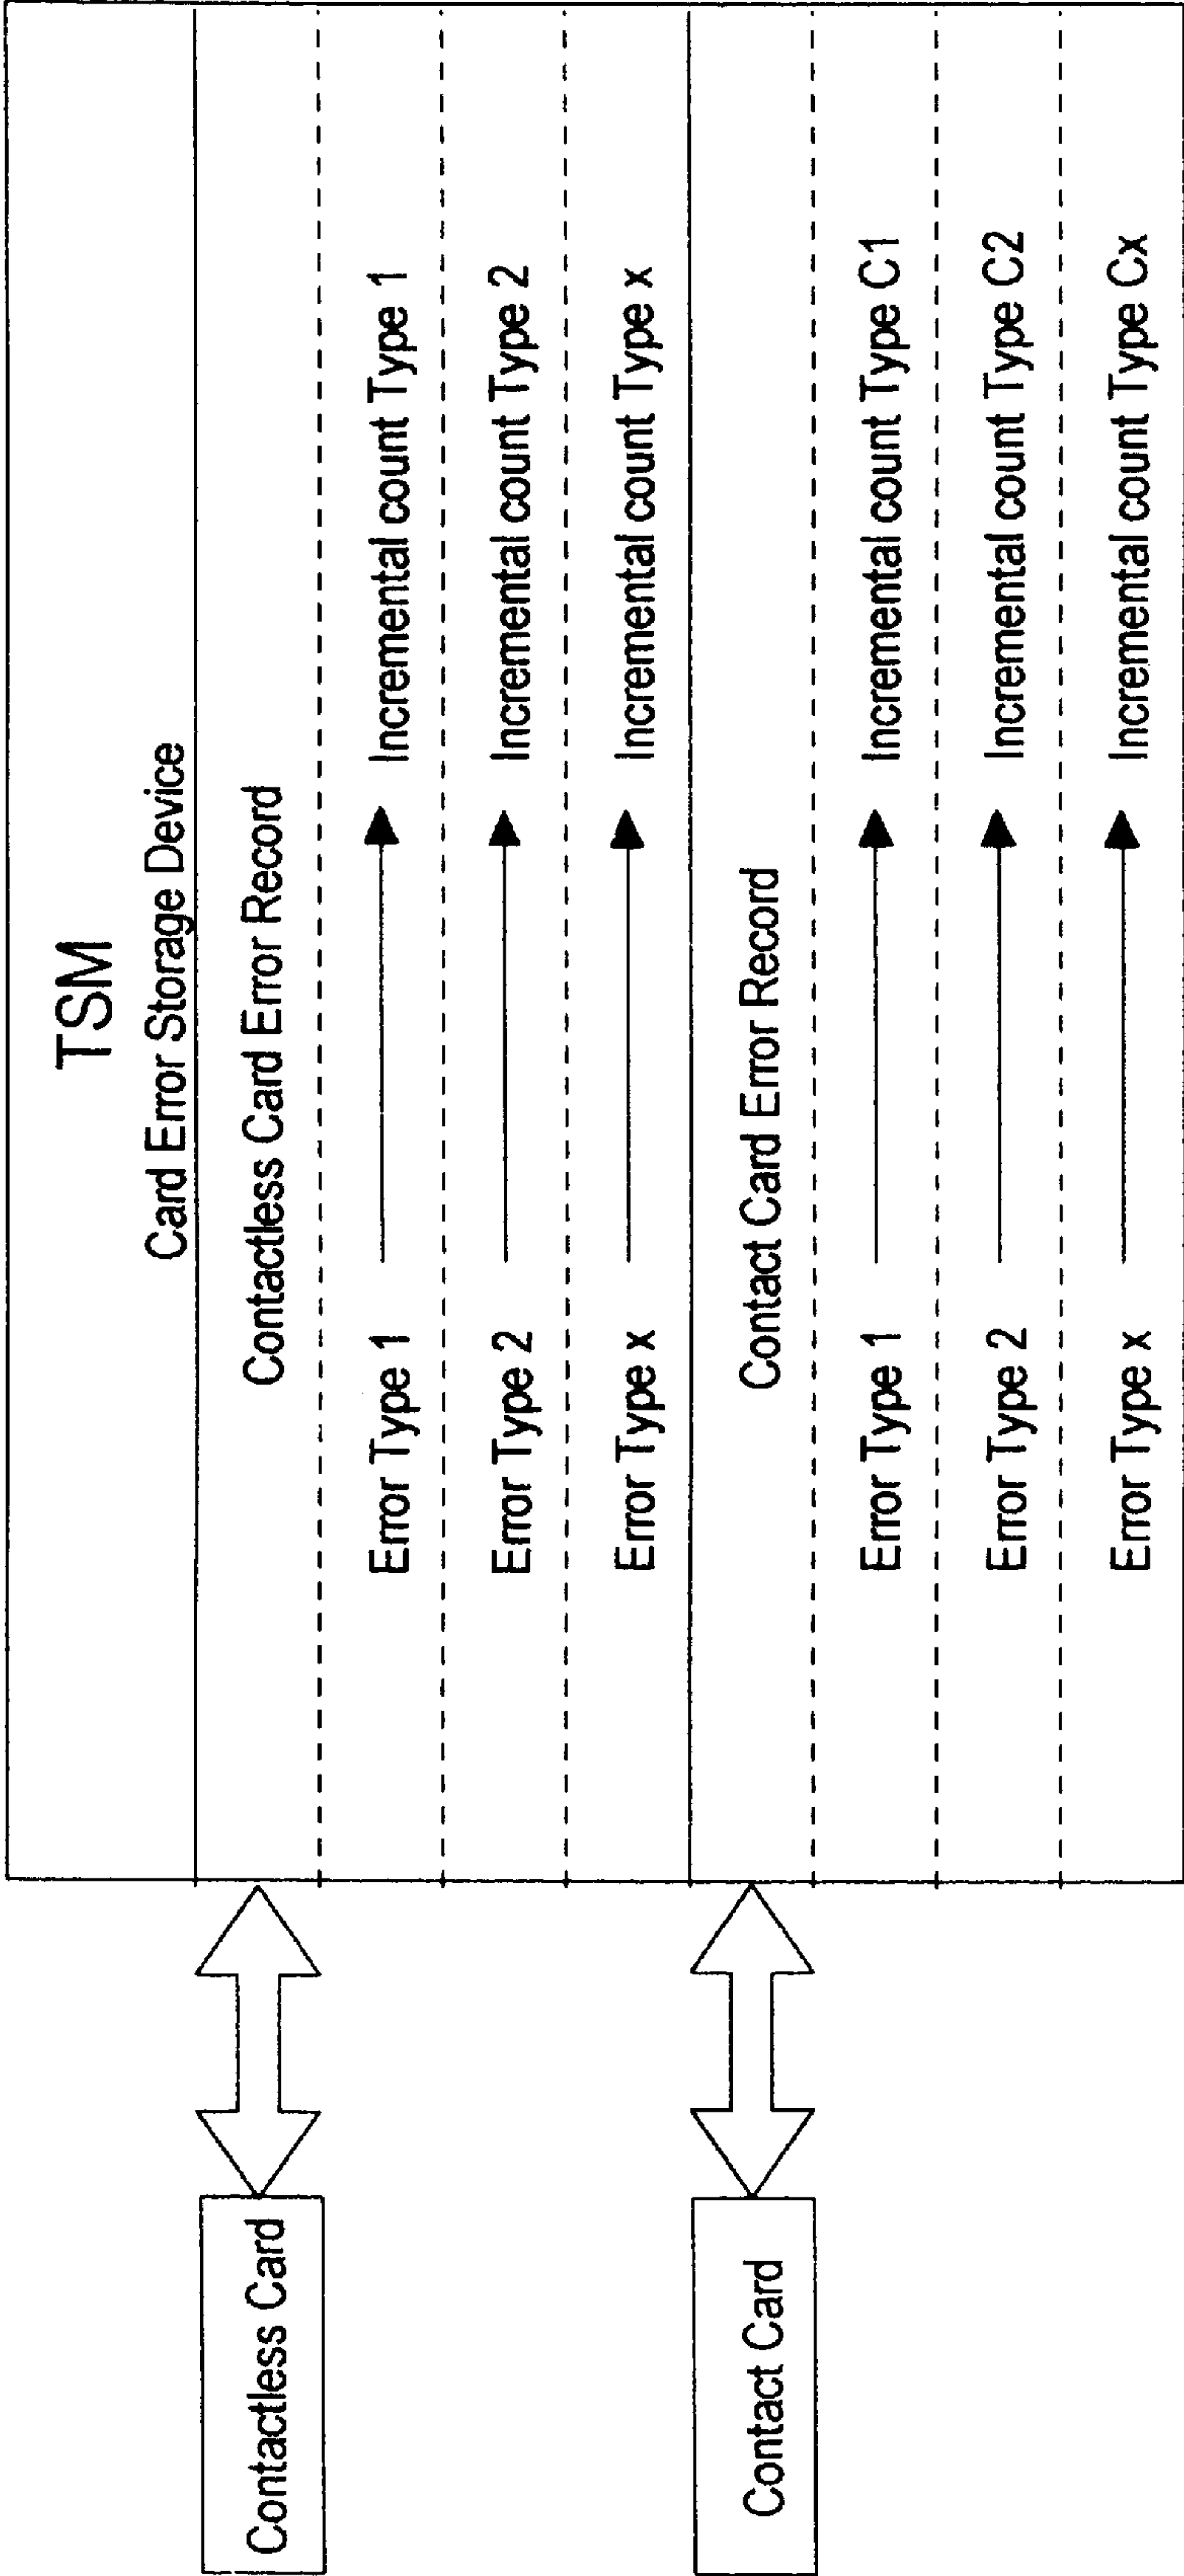 TSM
Card Error Storage Device
Contactless Card
Contactless Card Error Record
Error Type 1 Incremental count Type 1
Error Type 2 Incremental count Type 2
Error Type x Incremental count Type x
Contact Card
Contact Card Error Record
Error Type 1 Incremental count Type C1
Error Type 2 Incremental count Type C2
Error Type x Incremental count Type Cx